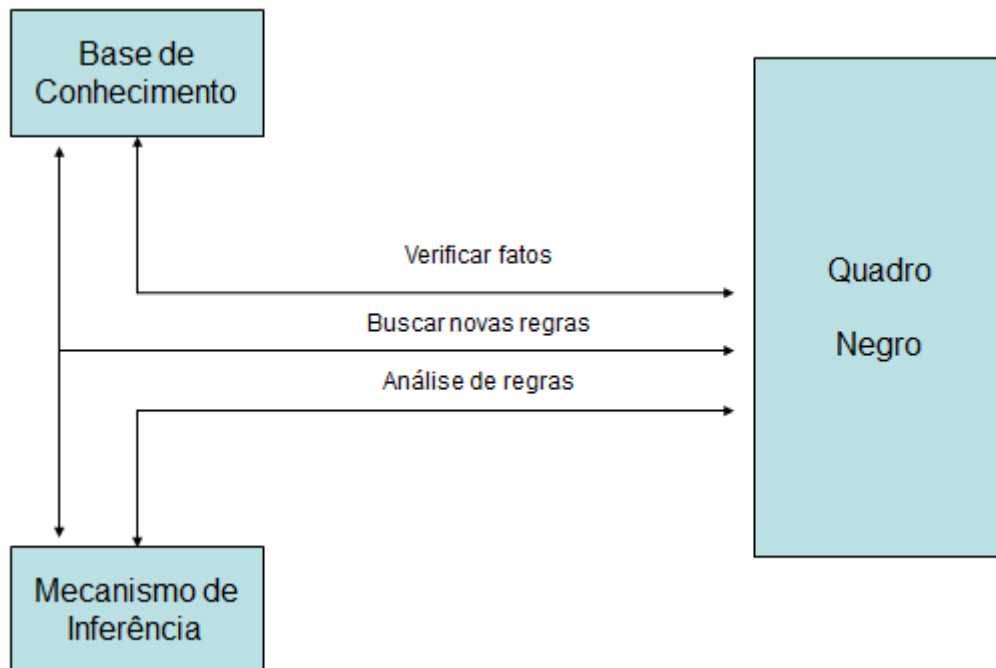 Base de
Conhecimento
Verificar fatos
Buscar novas regras
Análise de regras
Quadro
Negro
Mecanismo de
Inferência